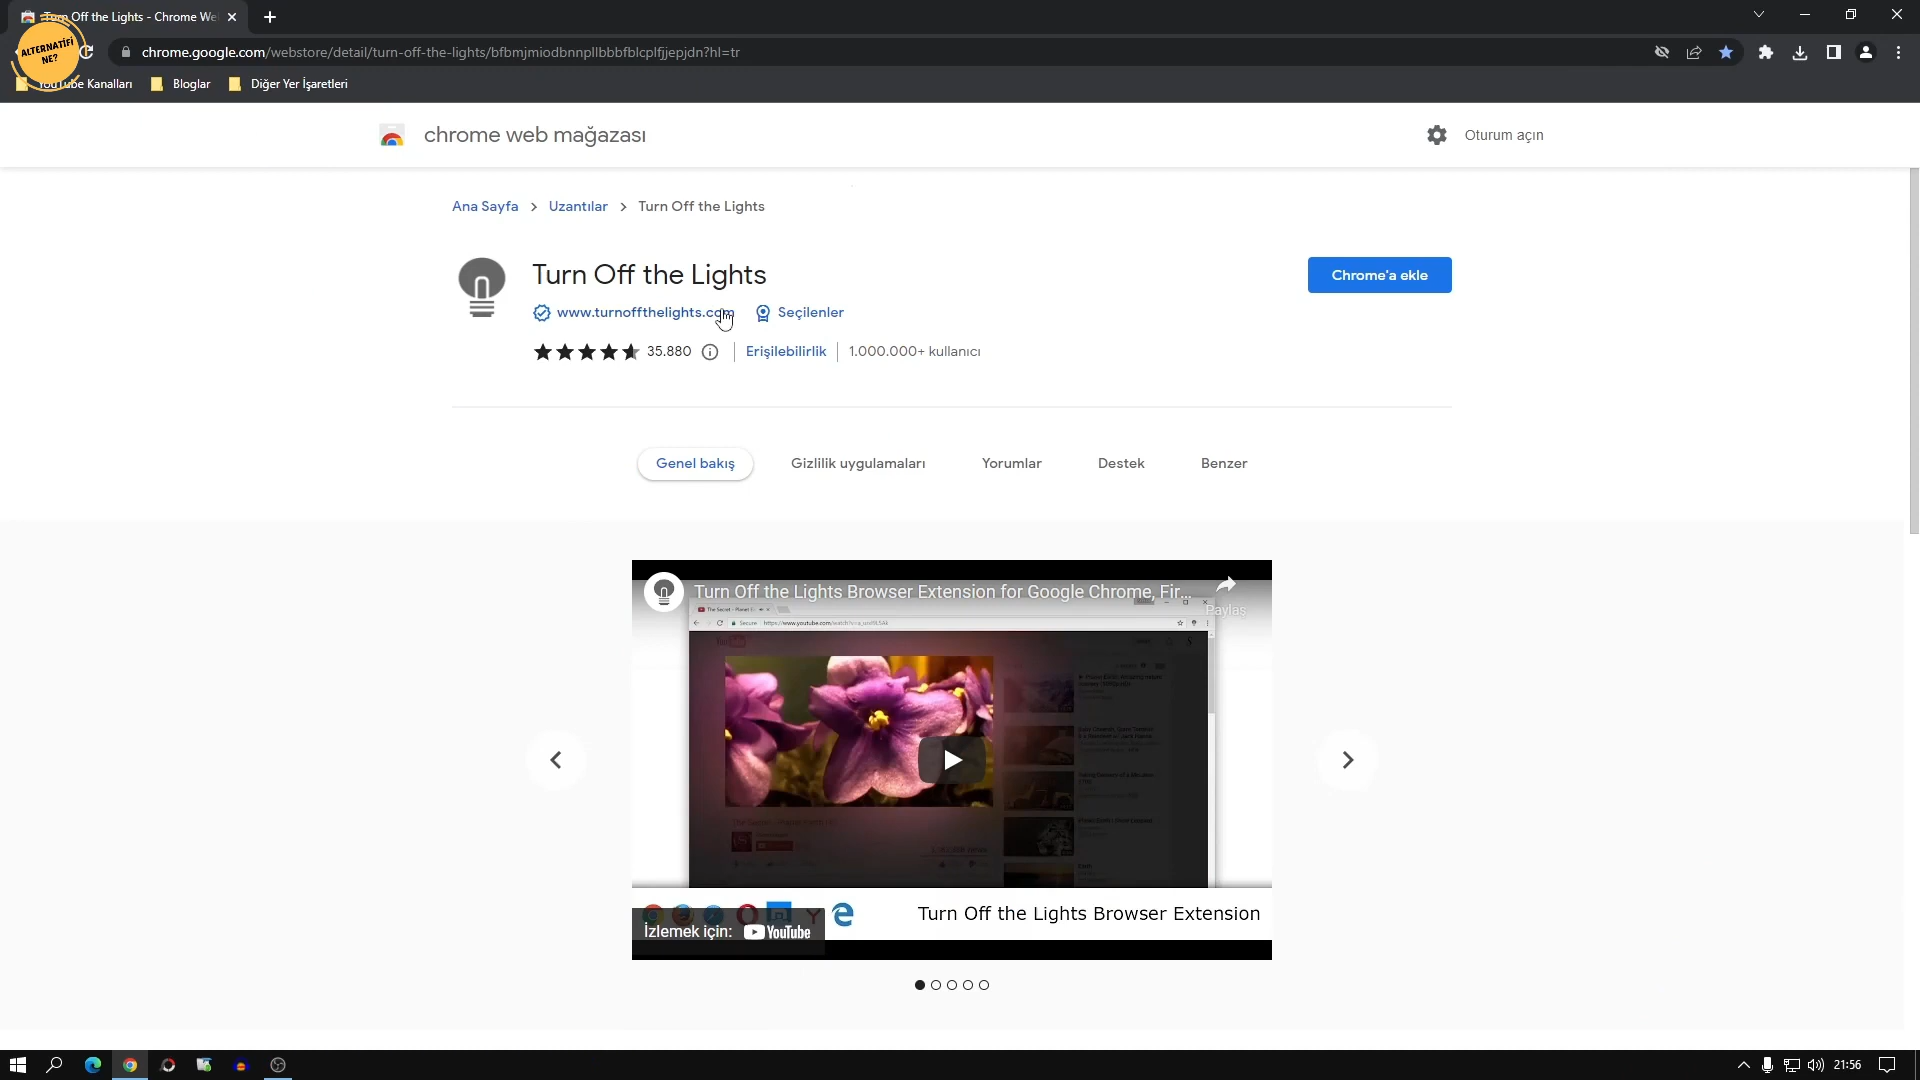 Turn Off the Lights - Chrome We
ALTERNATİFİ
NE?
chrome.google.com/webstore/detail/turn-off-the-lights/bfbmjmiodbnnpllbbbfblcplfjjepjdn?hl=tr
YouTube Kanalları
Bloglar
Diğer Yer İşaretleri
chrome web mağazası
Oturum açın
Ana Sayfa > Uzantılar > Turn Off the Lights
Turn Off the Lights
Chrome'a ekle
www.turnoffthelights.com
Seçilenler
35.880
Erişilebilirlik
1.000.000+ kullanıcı
Genel bakış
Gizlilik uygulamaları
Yorumlar
Destek
Benzer
Turn Off the Lights Browser Extension for Google Chrome, Fir...
Paylaş
Turn Off the Lights Browser Extension
İzlemek için: YouTube
21:56